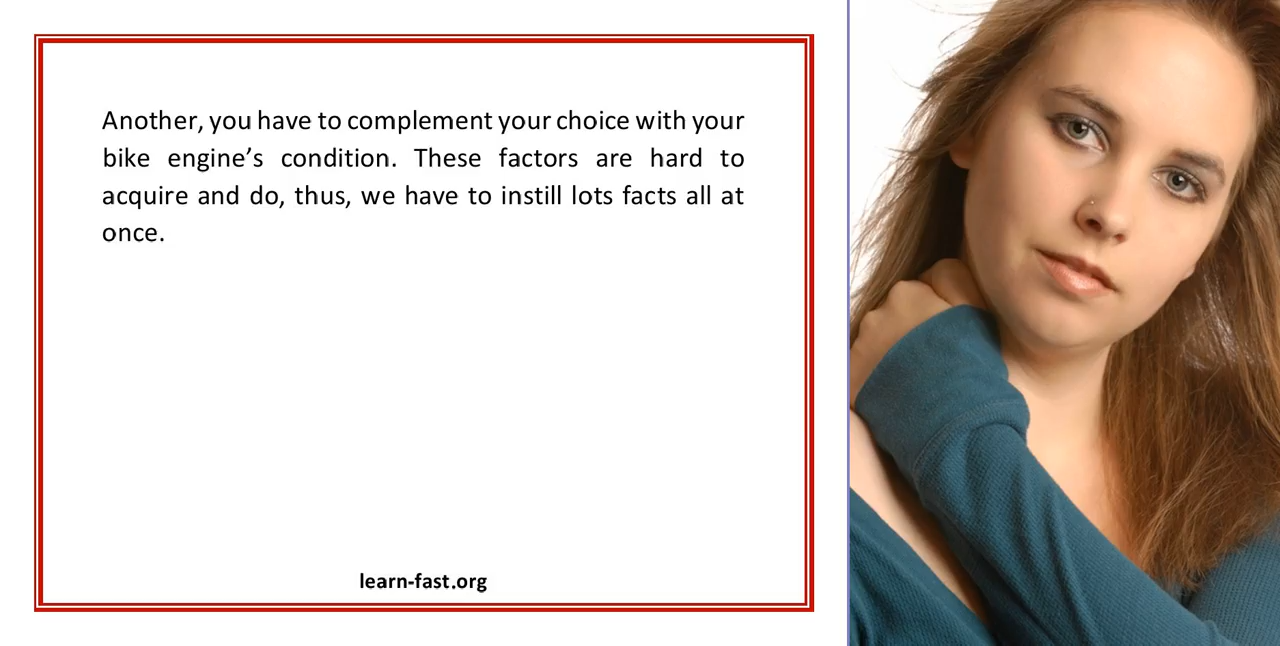 Another, you have to complement your choice with your
bike engine’s condition. These factors are hard to
acquire and do, thus, we have to instill lots facts all at
once.
learn-fast.org